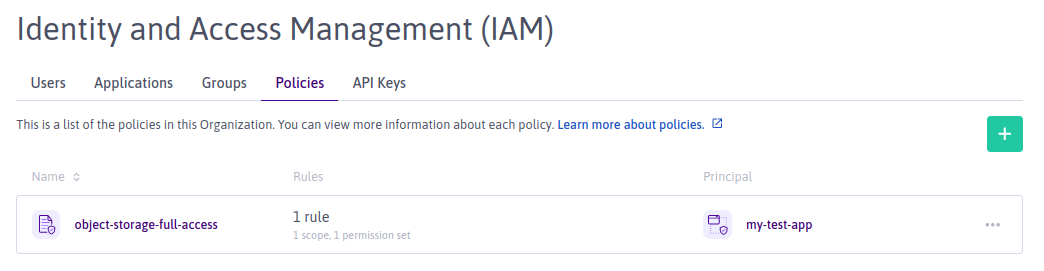 Identity and Access Management (IAM)
Users Applications Groups Policies API Keys
This is a list of the policies in this Organization. You can view more information about each policy. Learn more about policies.
Name Rules Principal
object-storage-full-access 1 rule my-test-app
1 scope, 1 permission set